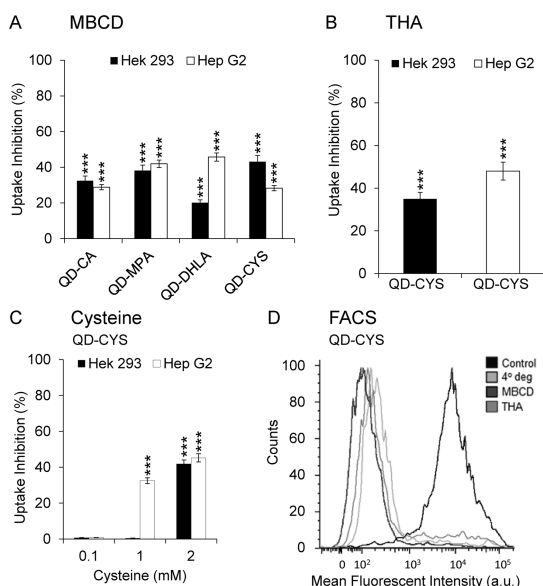 A MBCD
Hek 293 Hep G2
Uptake Inhibition (%)
100
80
60
40
20
0
*** *** *** *** *** *** *** ***
QD-CA QD-MPA QD-DHLA QD-CYS
B THA
Hek 293 Hep G2
Uptake Inhibition (%)
100
80
60
40
20
0
*** ***
QD-CYS QD-CYS
C Cysteine
QD-CYS
Hek 293 Hep G2
Uptake Inhibition (%)
100
80
60
40
20
0
*** *** ***
0.1 1 2
Cysteine (mM)
D FACS
QD-CYS
Control
4º deg
MBCD
THA
Counts
100
80
60
40
20
0
0 10² 10³ 10⁴ 10⁵
Mean Fluorescent Intensity (a.u.)